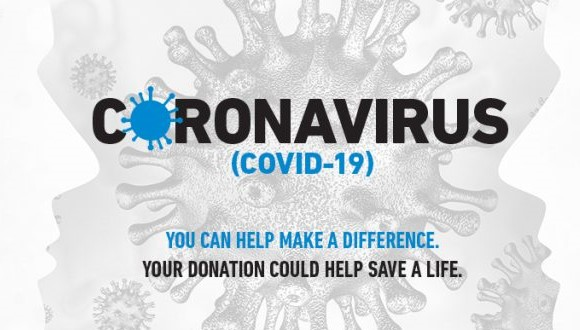 CORONAVIRUS
(COVID-19)
YOU CAN HELP MAKE A DIFFERENCE.
YOUR DONATION COULD HELP SAVE A LIFE.